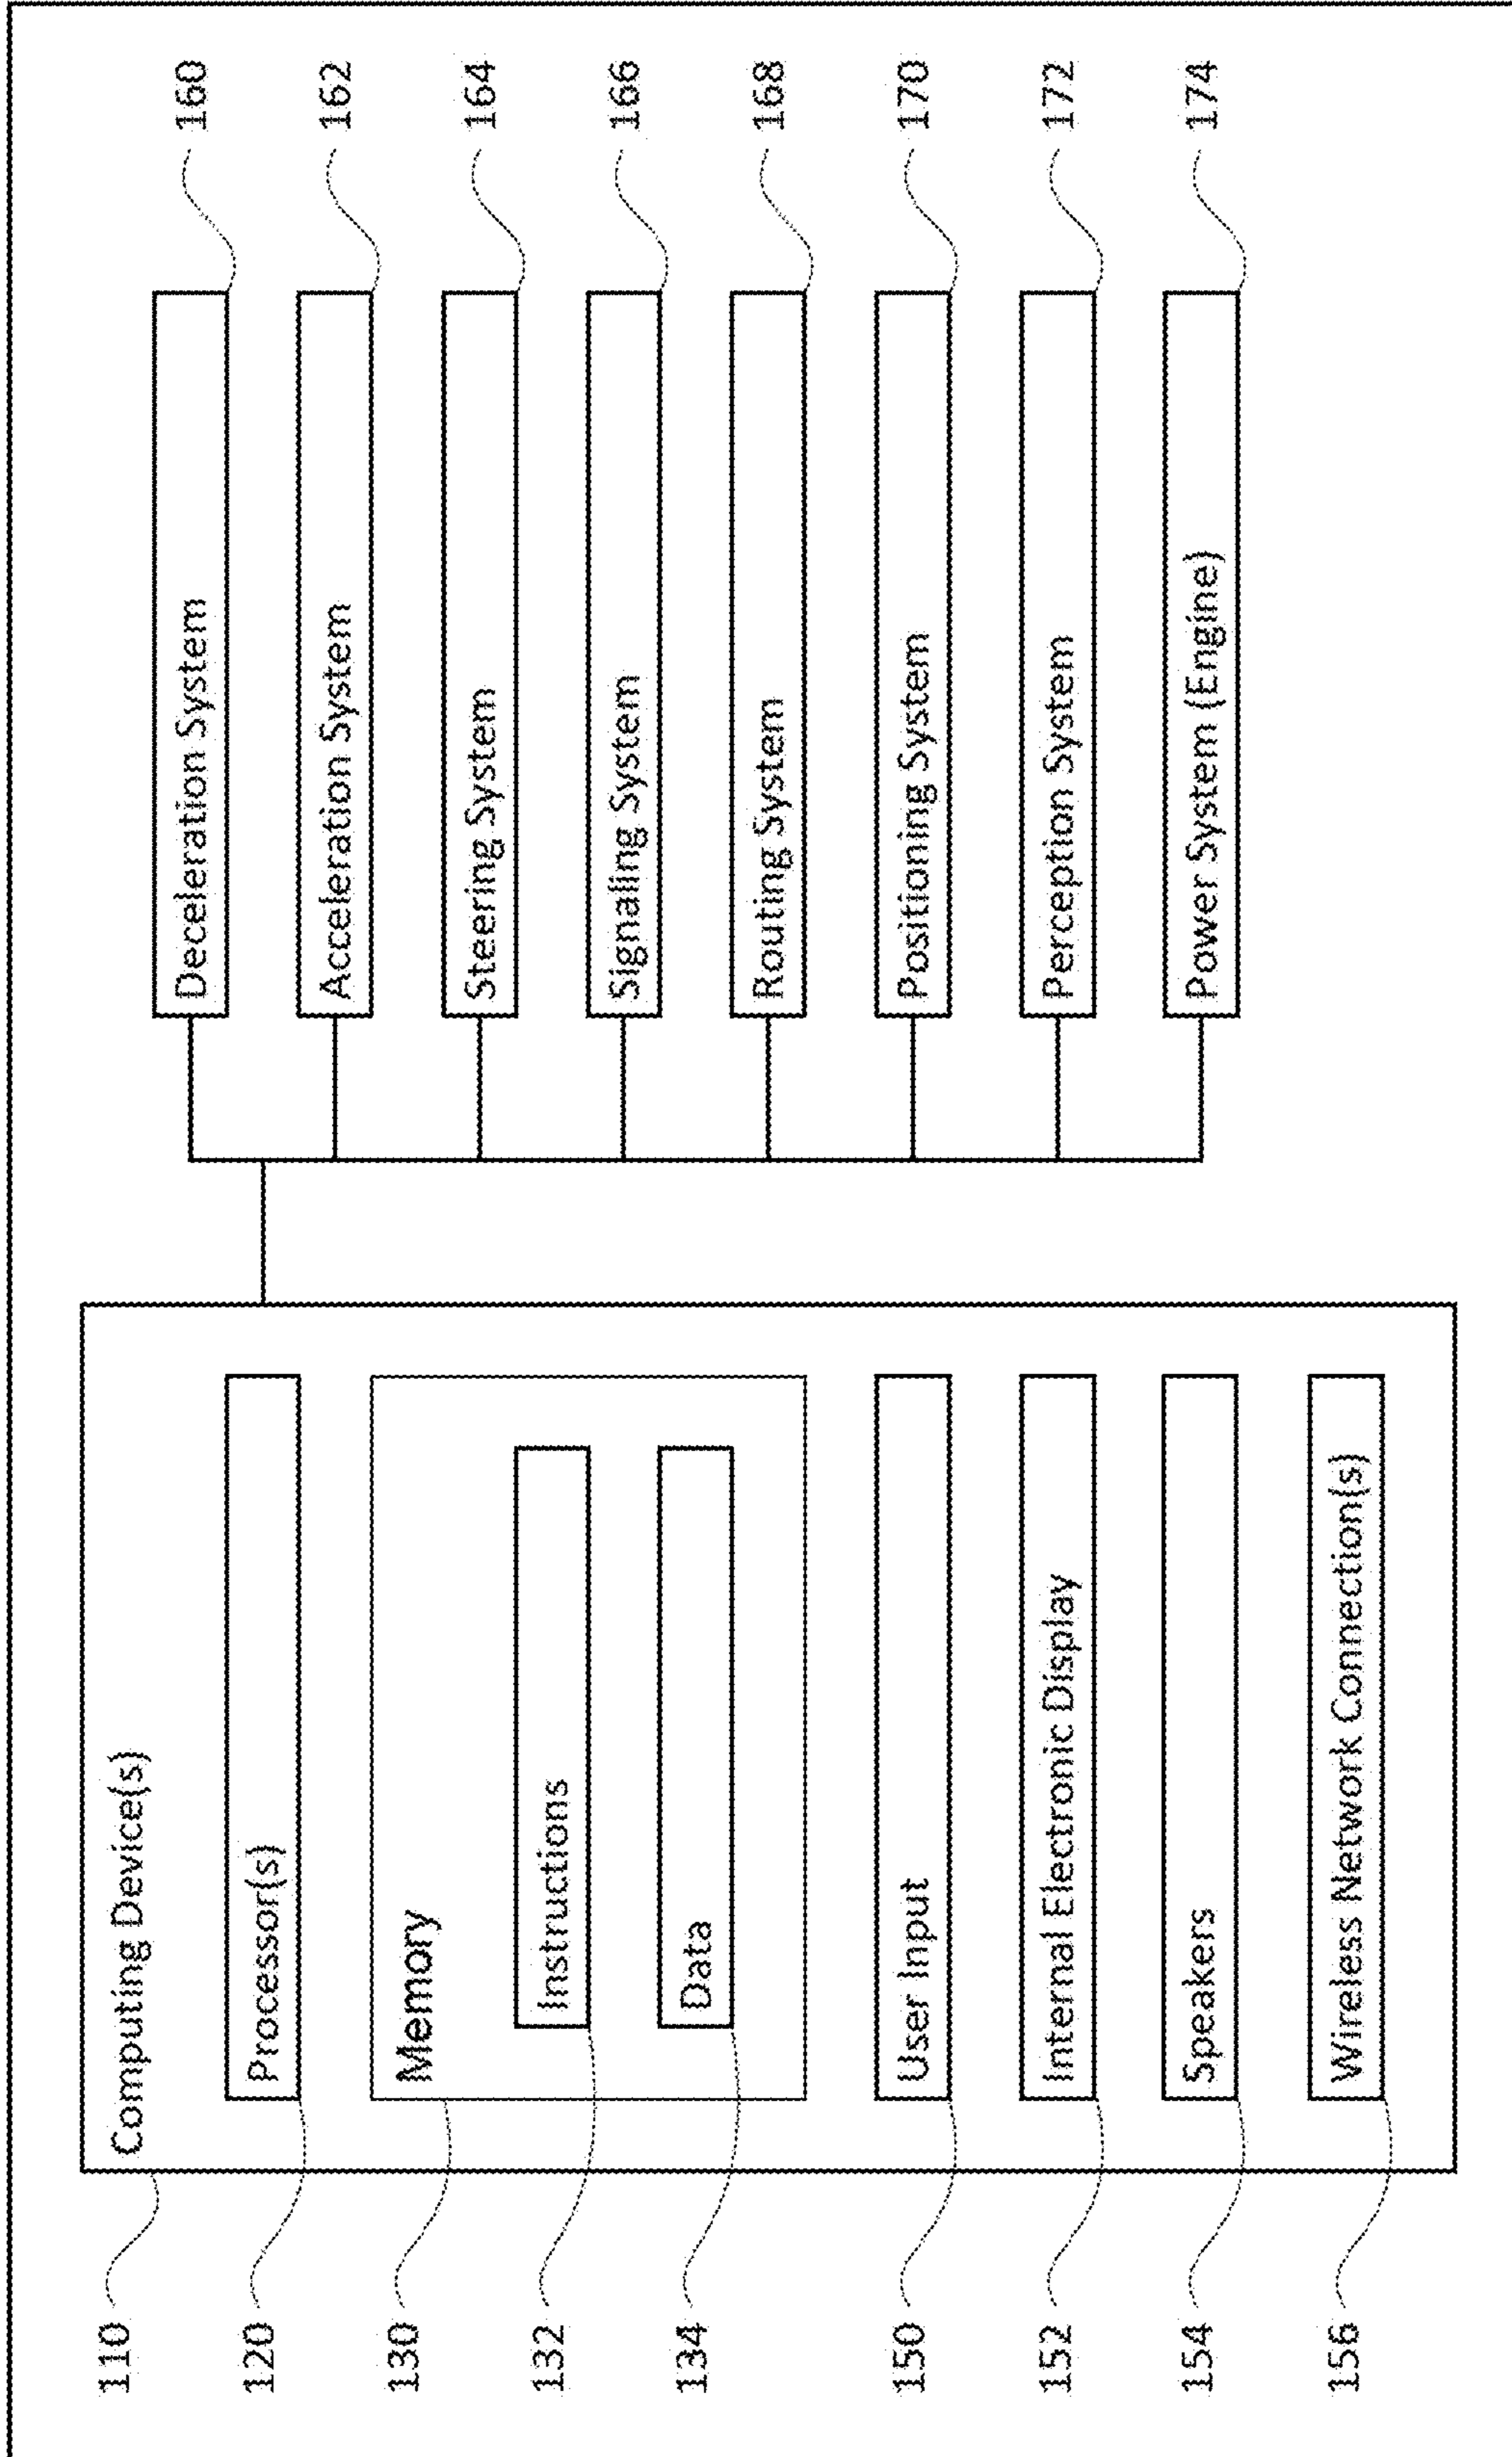 110
Computing Device(s)
120
Processor(s)
130
Memory
132
Instructions
134
Data
150
User Input
152
Internal Electronic Display
154
Speakers
156
Wireless Network Connection(s)
Deceleration System
160
Acceleration System
162
Steering System
164
Signaling System
166
Routing System
168
Positioning System
170
Perception System
172
Power System (Engine)
174